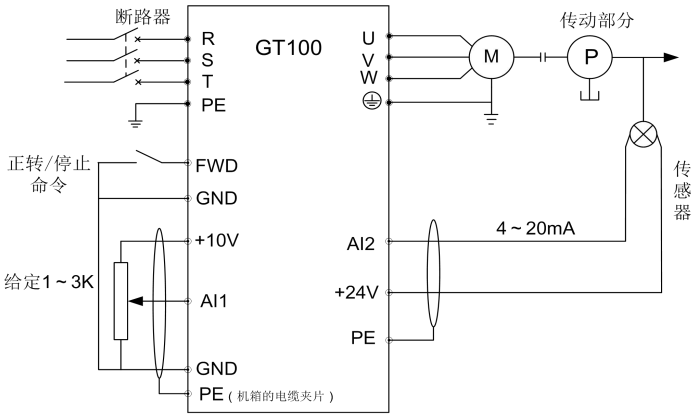 断路器
传动部分
R
S
T
PE
GT100
U
V
W
M
P
正转/停止
命令
FWD
GND
+10V
给定1~3K
AI1
GND
PE(机箱的电缆夹片)
AI2
4~20mA
+24V
PE
传感器